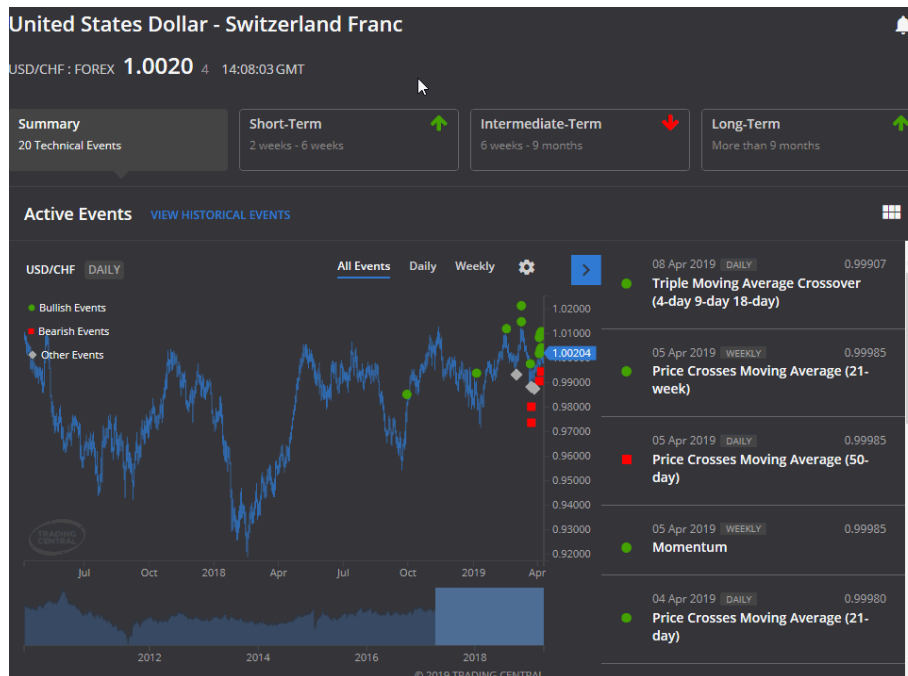 United States Dollar - Switzerland Franc
USD/CHF : FOREX 1.0020 4 14:08:03 GMT
Summary
20 Technical Events
Short-Term
2 weeks - 6 weeks
Intermediate-Term
6 weeks - 9 months
Long-Term
More than 9 months
Active Events VIEW HISTORICAL EVENTS
USD/CHF DAILY
All Events Daily Weekly
Bullish Events
Bearish Events
Other Events
1.02000
1.01000
1.00204
0.99000
0.98000
0.97000
0.96000
0.95000
0.94000
0.93000
0.92000
TRADING
CENTRAL
Jul Oct 2018 Apr Jul Oct 2019 Apr
2012 2014 2016 2018
© 2019 TRADING CENTRAL
08 Apr 2019 DAILY 0.99907
Triple Moving Average Crossover
(4-day 9-day 18-day)
05 Apr 2019 WEEKLY 0.99985
Price Crosses Moving Average (21-
week)
05 Apr 2019 DAILY 0.99985
Price Crosses Moving Average (50-
day)
05 Apr 2019 WEEKLY 0.99985
Momentum
04 Apr 2019 DAILY 0.99980
Price Crosses Moving Average (21-
day)